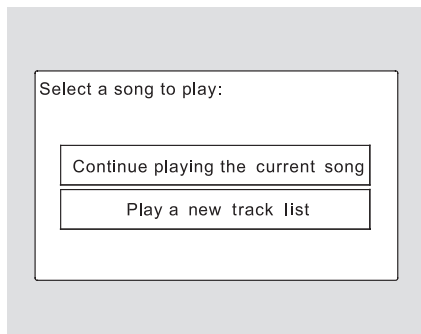 Select a song to play:
Continue playing the current song
Play a new track list